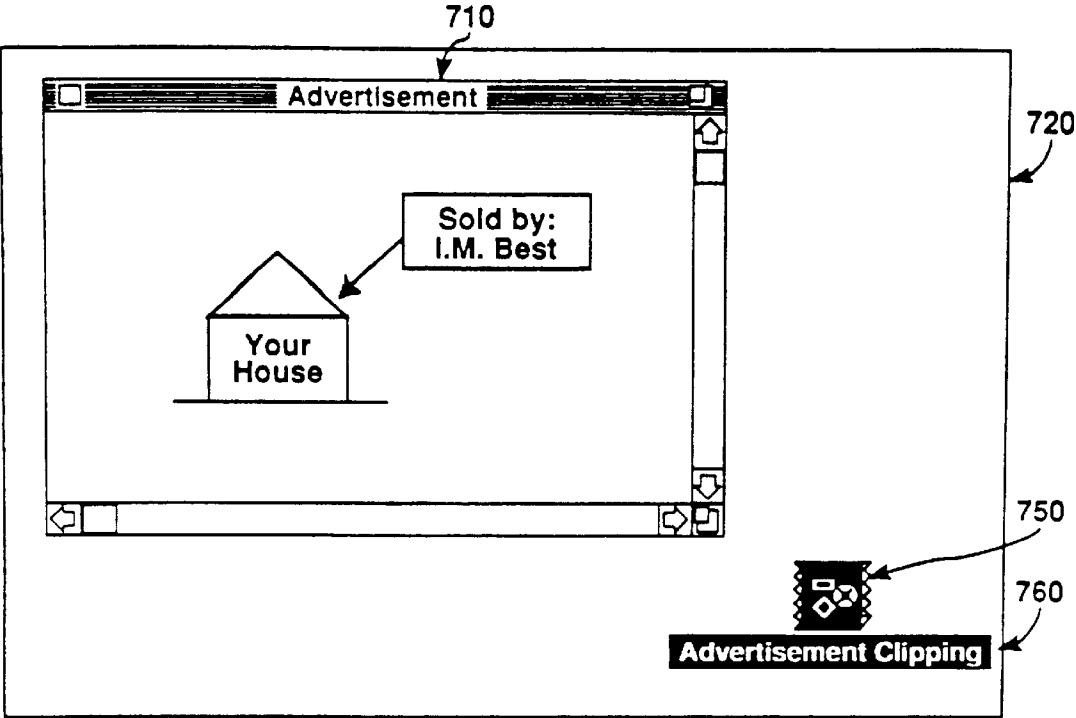 710
Advertisement
720
Sold by:
I.M. Best
Your
House
750
760
Advertisement Clipping